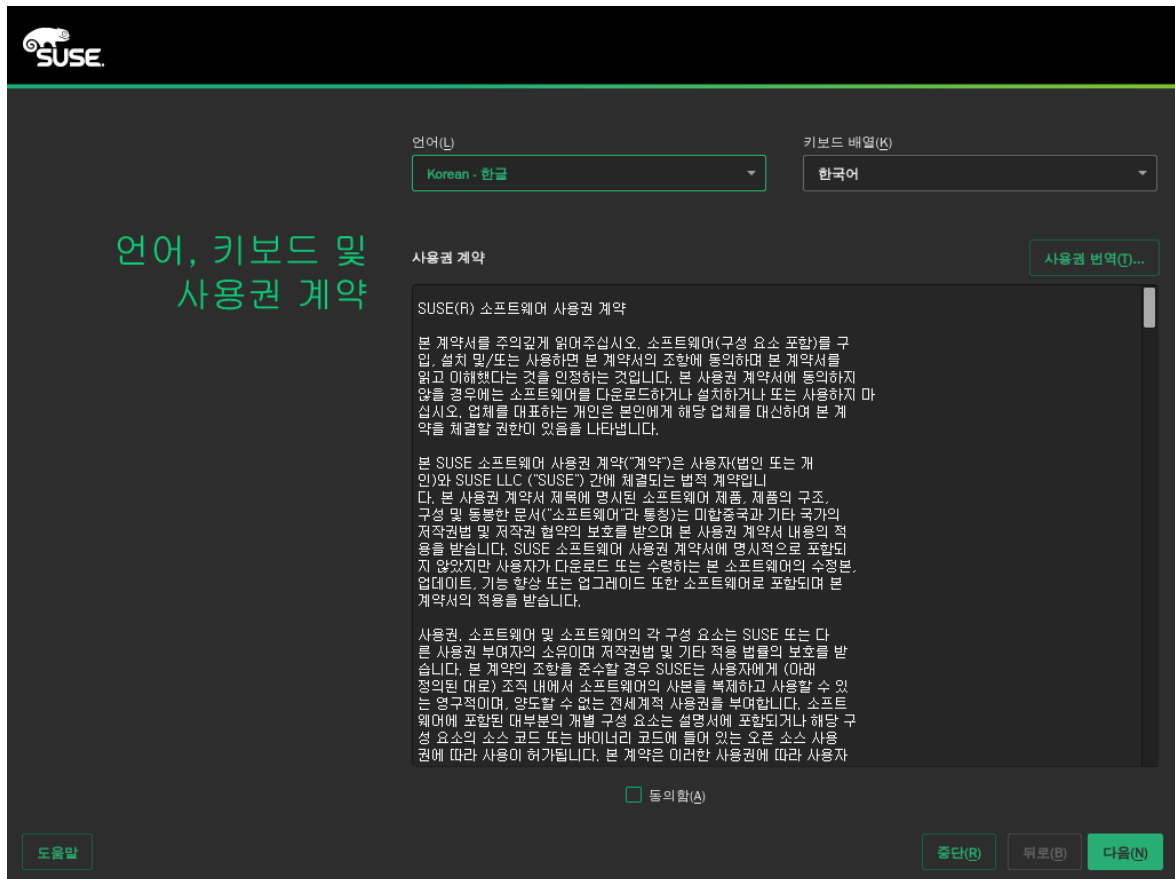 SUSE.
언어(L)
키보드 배열(K)
Korean - 한글
한국어
언어, 키보드 및
사용권 계약
사용권 계약
사용권 번역(T)...
SUSE(R) 소프트웨어 사용권 계약
본 계약서를 주의깊게 읽어주십시오. 소프트웨어(구성 요소 포함)를 구
입, 설치 및/또는 사용하면 본 계약서의 조항에 동의하며 본 계약서를
읽고 이해했다는 것을 인정하는 것입니다. 본 사용권 계약서에 동의하지
않을 경우에는 소프트웨어를 다운로드하거나 설치하거나 또는 사용하지 마
십시오. 업체를 대표하는 개인은 본인에게 해당 업체를 대신하여 본 계
약을 체결할 권한이 있음을 나타냅니다.
본 SUSE 소프트웨어 사용권 계약("계약")은 사용자(법인 또는 개
인)와 SUSE LLC ("SUSE") 간에 체결되는 법적 계약입니
다. 본 사용권 계약서 제목에 명시된 소프트웨어 제품, 제품의 구조,
구성 및 동봉한 문서("소프트웨어"라 통칭)는 미합중국과 기타 국가의
저작권법 및 저작권 협약의 보호를 받으며 본 사용권 계약서 내용의 적
용을 받습니다. SUSE 소프트웨어 사용권 계약서에 명시적으로 포함되
지 않았지만 사용자가 다운로드 또는 수령하는 본 소프트웨어의 수정본,
업데이트, 기능 향상 또는 업그레이드 또한 소프트웨어로 포함되며 본
계약서의 적용을 받습니다.
사용권. 소프트웨어 및 소프트웨어의 각 구성 요소는 SUSE 또는 다
른 사용권 부여자의 소유이며 저작권법 및 기타 적용 법률의 보호를 받
습니다. 본 계약의 조항을 준수할 경우 SUSE는 사용자에게 (아래
정의된 대로) 조직 내에서 소프트웨어의 사본을 복제하고 사용할 수 있
는 영구적이며, 양도할 수 없는 전세계적 사용권을 부여합니다. 소프트
웨어에 포함된 대부분의 개별 구성 요소는 설명서에 포함되거나 해당 구
성 요소의 소스 코드 또는 바이너리 코드에 들어 있는 오픈 소스 사용
권에 따라 사용이 허가됩니다. 본 계약은 이러한 사용권에 따라 사용자
동의함(A)
도움말
중단(R)
뒤로(B)
다음(N)